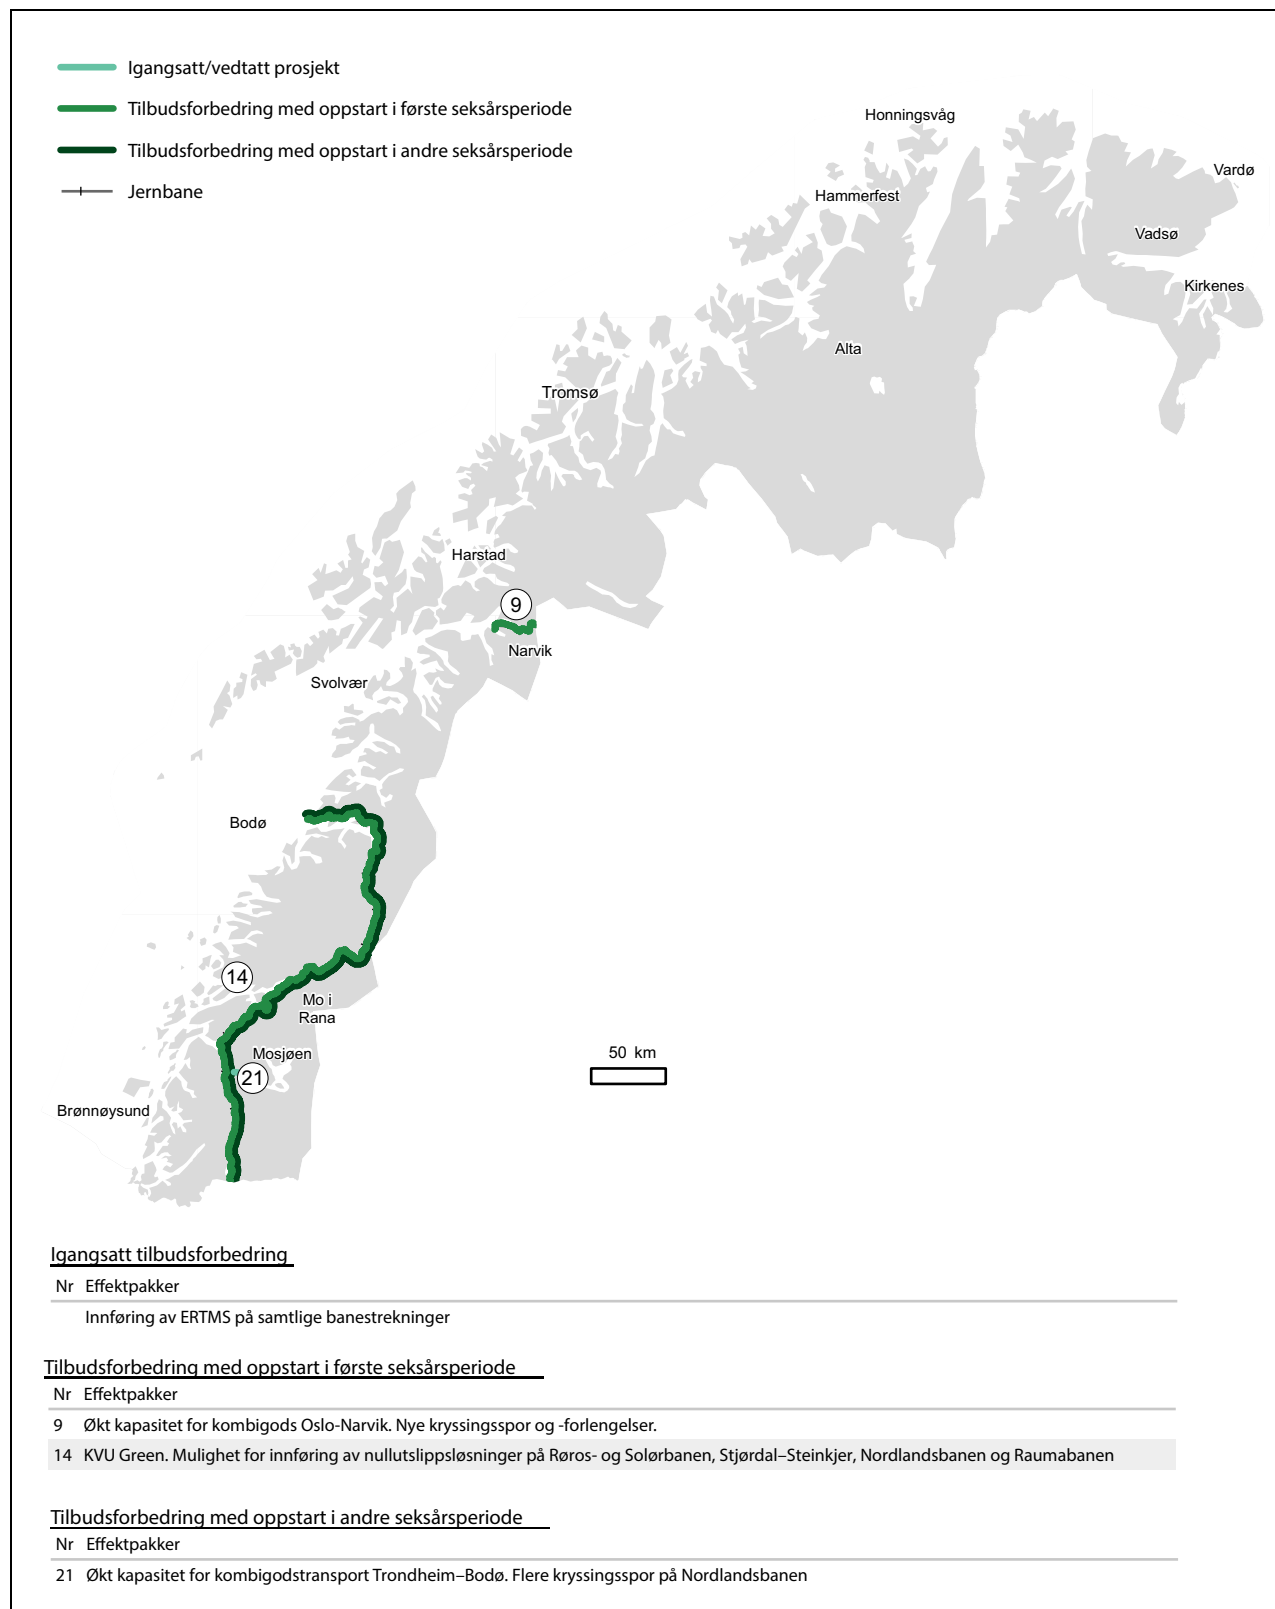 Igangsatt/vedtatt prosjekt
Tilbudsforbedring med oppstart i første seksårsperiode
Tilbudsforbedring med oppstart i andre seksårsperiode
Jernbane
Honningsvåg
Vardø
Hammerfest
Vadsø
Kirkenes
Alta
Tromsø
Harstad
9
Narvik
Svolvær
Bodø
14
Mo i
Rana
Mosjøen
50 km
21
Brønnøysund
Igangsatt tilbudsforbedring
Nr Effektpakker
Innføring av ERTMS på samtlige banestrekninger
Tilbudsforbedring med oppstart i første seksårsperiode
Nr Effektpakker
9 Økt kapasitet for kombigods Oslo-Narvik. Nye kryssingsspor og -forlengelser.
14 KVU Green. Mulighet for innføring av nullutslippsløsninger på Røros- og Solørbanen, Stjørdal–Steinkjer, Nordlandsbanen og Raumabanen
Tilbudsforbedring med oppstart i andre seksårsperiode
Nr Effektpakker
21 Økt kapasitet for kombigodstransport Trondheim–Bodø. Flere kryssingsspor på Nordlandsbanen